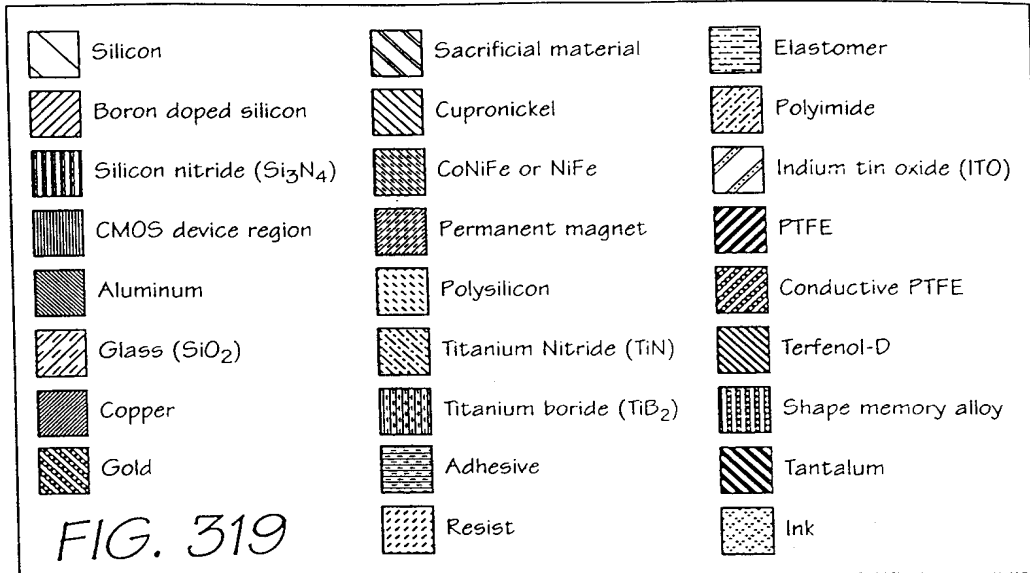 Silicon
Boron doped silicon
Silicon nitride (Si₃N₄)
CMOS device region
Aluminum
Glass (SiO₂)
Copper
Gold
FIG. 319
Sacrificial material
Cupronickel
CoNiFe or NiFe
Permanent magnet
Polysilicon
Titanium Nitride (TiN)
Titanium boride (TiB₂)
Adhesive
Resist
Elastomer
Polyimide
Indium tin oxide (ITO)
PTFE
Conductive PTFE
Terfenol-D
Shape memory alloy
Tantalum
Ink